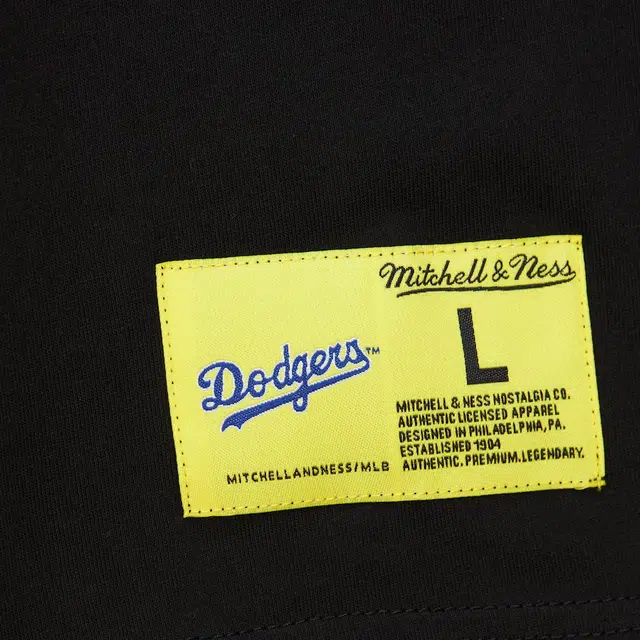 Mitchell & Ness
L
Dodgers™
MITCHELL & NESS NOSTALGIA CO.
AUTHENTIC LICENSED APPAREL
DESIGNED IN PHILADELPHIA, PA.
ESTABLISHED 1904
AUTHENTIC. PREMIUM. LEGENDARY.
MITCHELLANDNESS/MLB